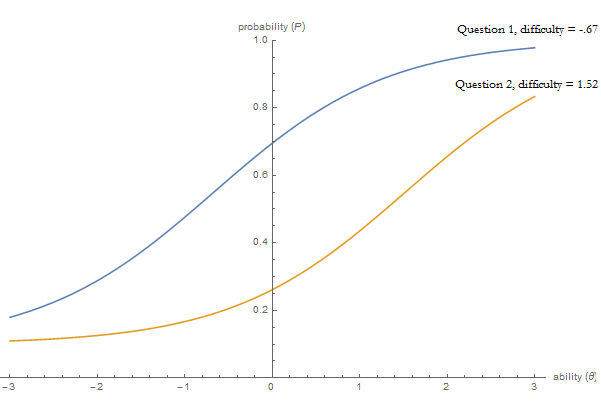 probability (P)
Question 1, difficulty = -.67
1.0
Question 2, difficulty = 1.52
0.8
0.6
0.4
0.2
ability (θ)
-3 -2 -1 0 1 2 3